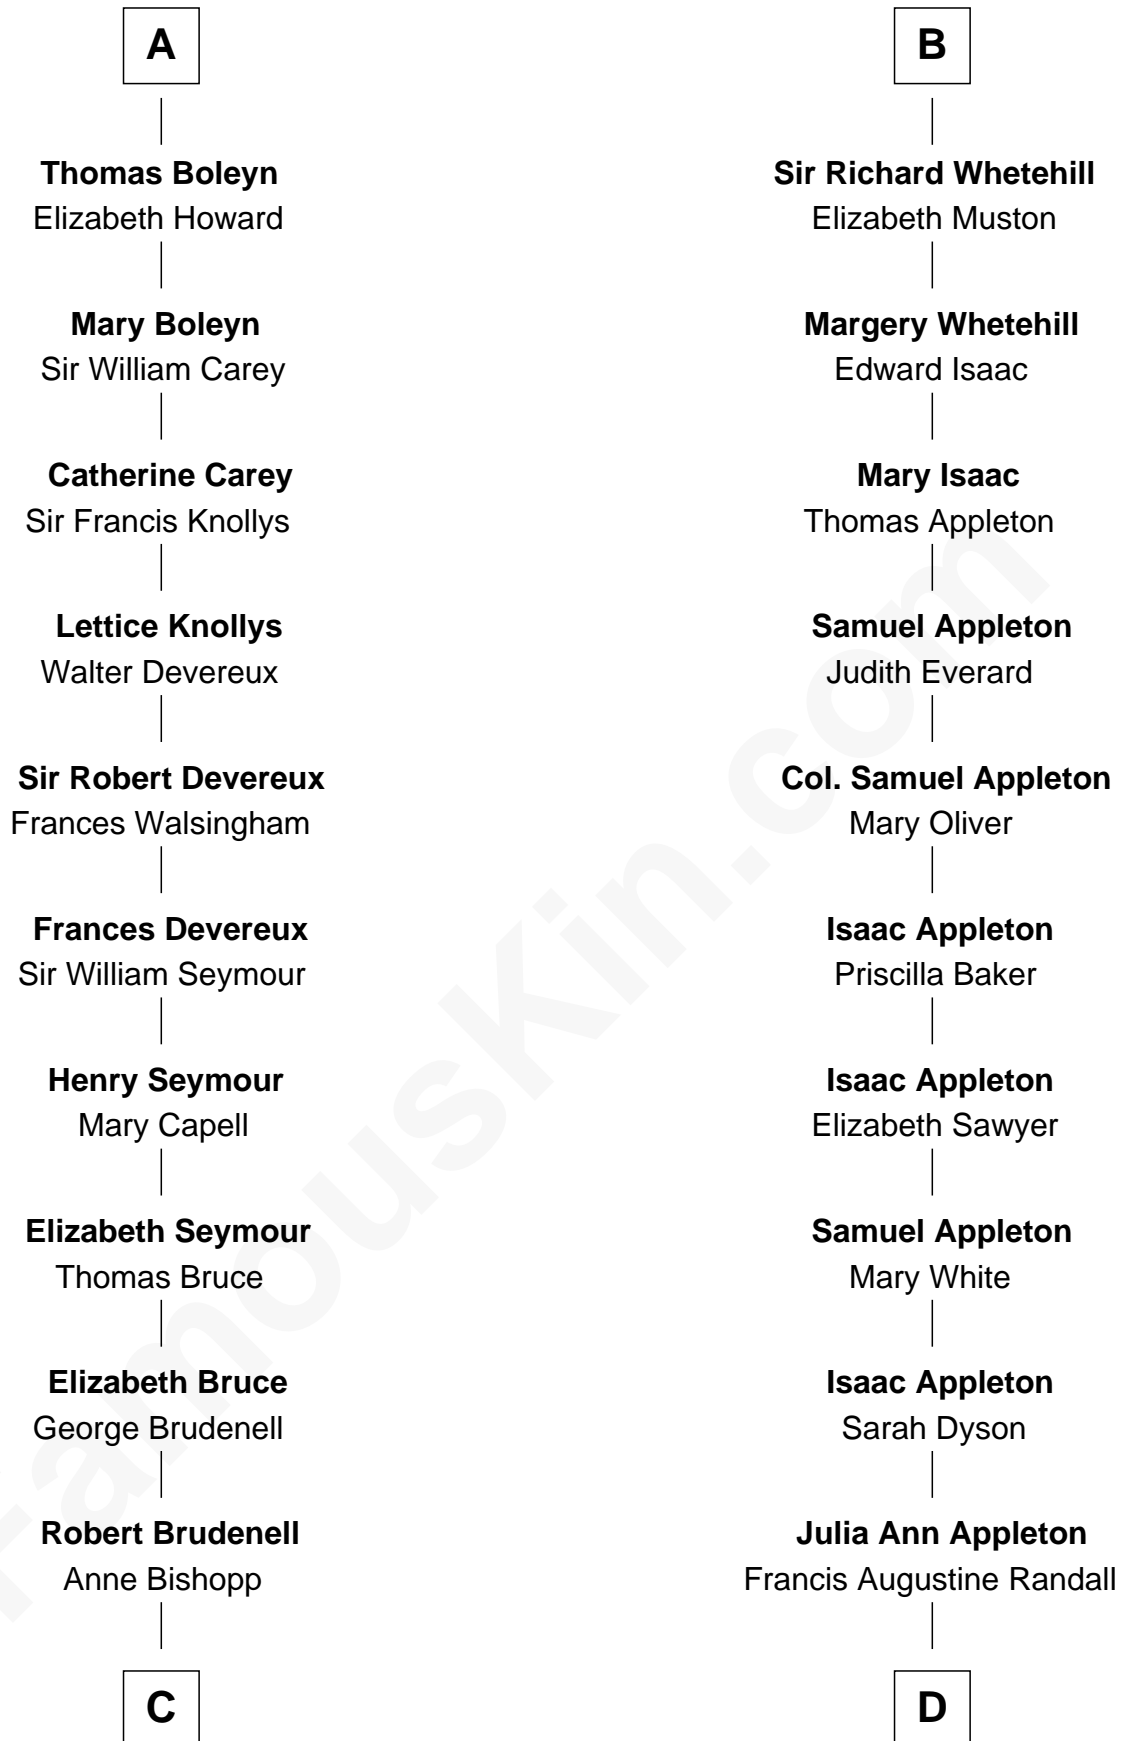 A
Thomas Boleyn
Elizabeth Howard
Mary Boleyn
Sir William Carey
Catherine Carey
Sir Francis Knollys
Lettice Knollys
Walter Devereux
Sir Robert Devereux
Frances Walsingham
Frances Devereux
Sir William Seymour
Henry Seymour
Mary Capell
Elizabeth Seymour
Thomas Bruce
Elizabeth Bruce
George Brudenell
Robert Brudenell
Anne Bishopp
C
B
Sir Richard Whetehill
Elizabeth Muston
Margery Whetehill
Edward Isaac
Mary Isaac
Thomas Appleton
Samuel Appleton
Judith Everard
Col. Samuel Appleton
Mary Oliver
Isaac Appleton
Priscilla Baker
Isaac Appleton
Elizabeth Sawyer
Samuel Appleton
Mary White
Isaac Appleton
Sarah Dyson
Julia Ann Appleton
Francis Augustine Randall
D
FamousKin.com